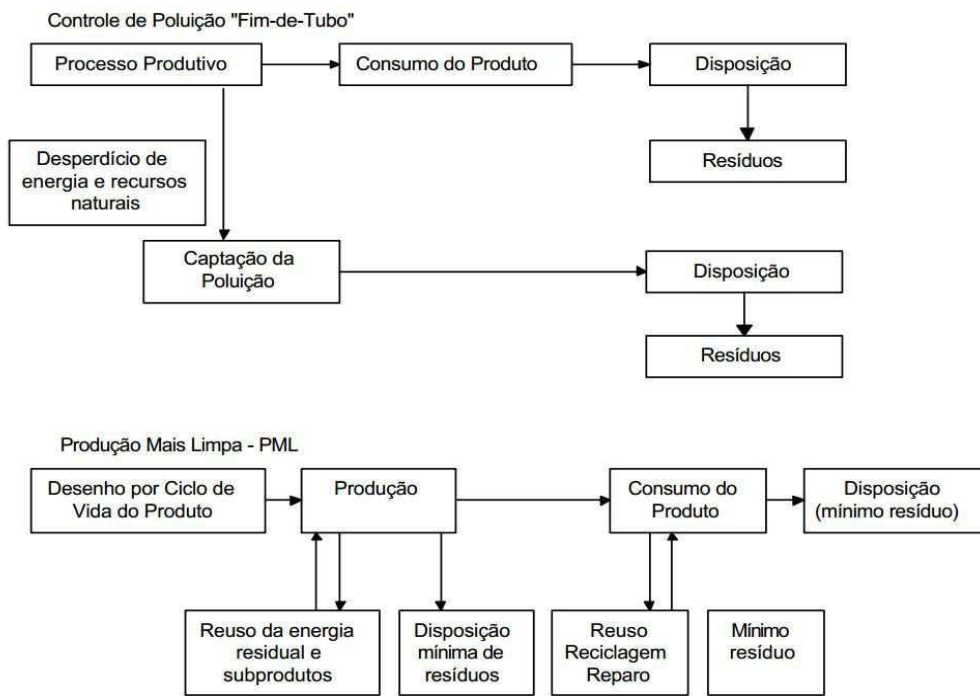 Controle de Poluição "Fim-de-Tubo"
Processo Produtivo
Consumo do Produto
Disposição
Desperdício de
energia e recursos
naturais
Resíduos
Captação da
Poluição
Disposição
Resíduos
Produção Mais Limpa - PML
Desenho por Ciclo de
Vida do Produto
Produção
Consumo do
Produto
Disposição
(mínimo resíduo)
Reuso da energia
residual e
subprodutos
Disposição
mínima de
resíduos
Reuso
Reciclagem
Reparo
Mínimo
resíduo